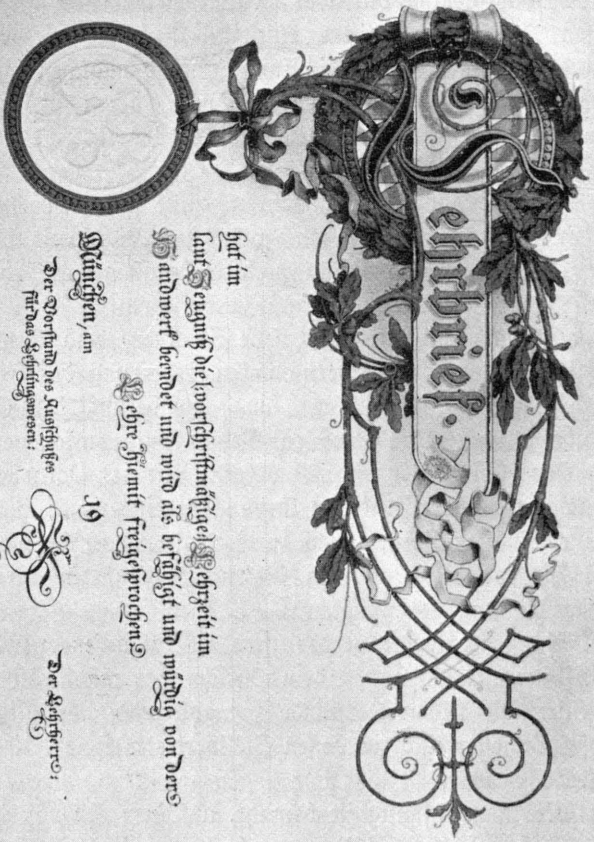 Lehrbrief.
hat im
laut Zeugniß die (vorschriftmäßige) Lehrzeit im
Handwerk beendet und wird als befähigt und würdig von der
Lehre hiemit freigesprochen.
München, am 19
Der Vorstand des Ausschußes
für das Lehrlingswesen:
Der Lehrherr: